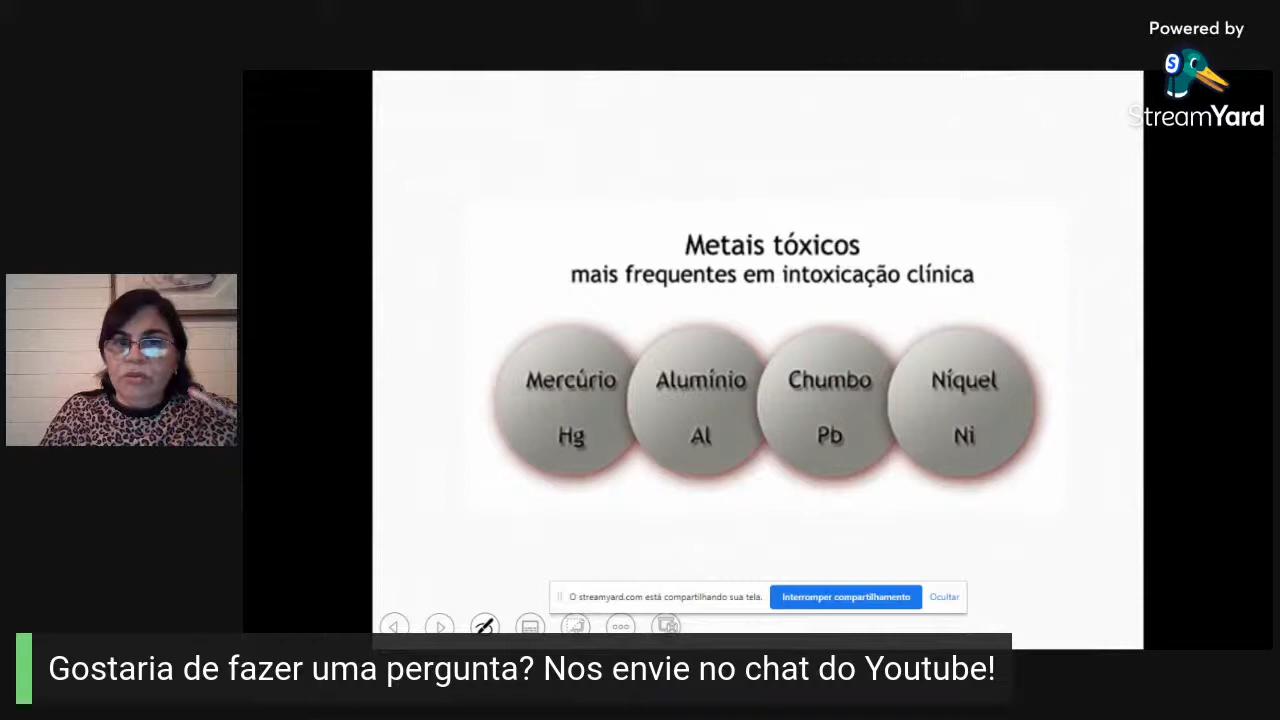 Powered by
StreamYard
Metais tóxicos
mais frequentes em intoxicação clínica
Mercúrio
Hg
Alumínio
Al
Chumbo
Pb
Níquel
Ni
O streamyard.com está compartilhando sua tela.
Interromper compartilhamento
Ocultar
Gostaria de fazer uma pergunta? Nos envie no chat do Youtube!